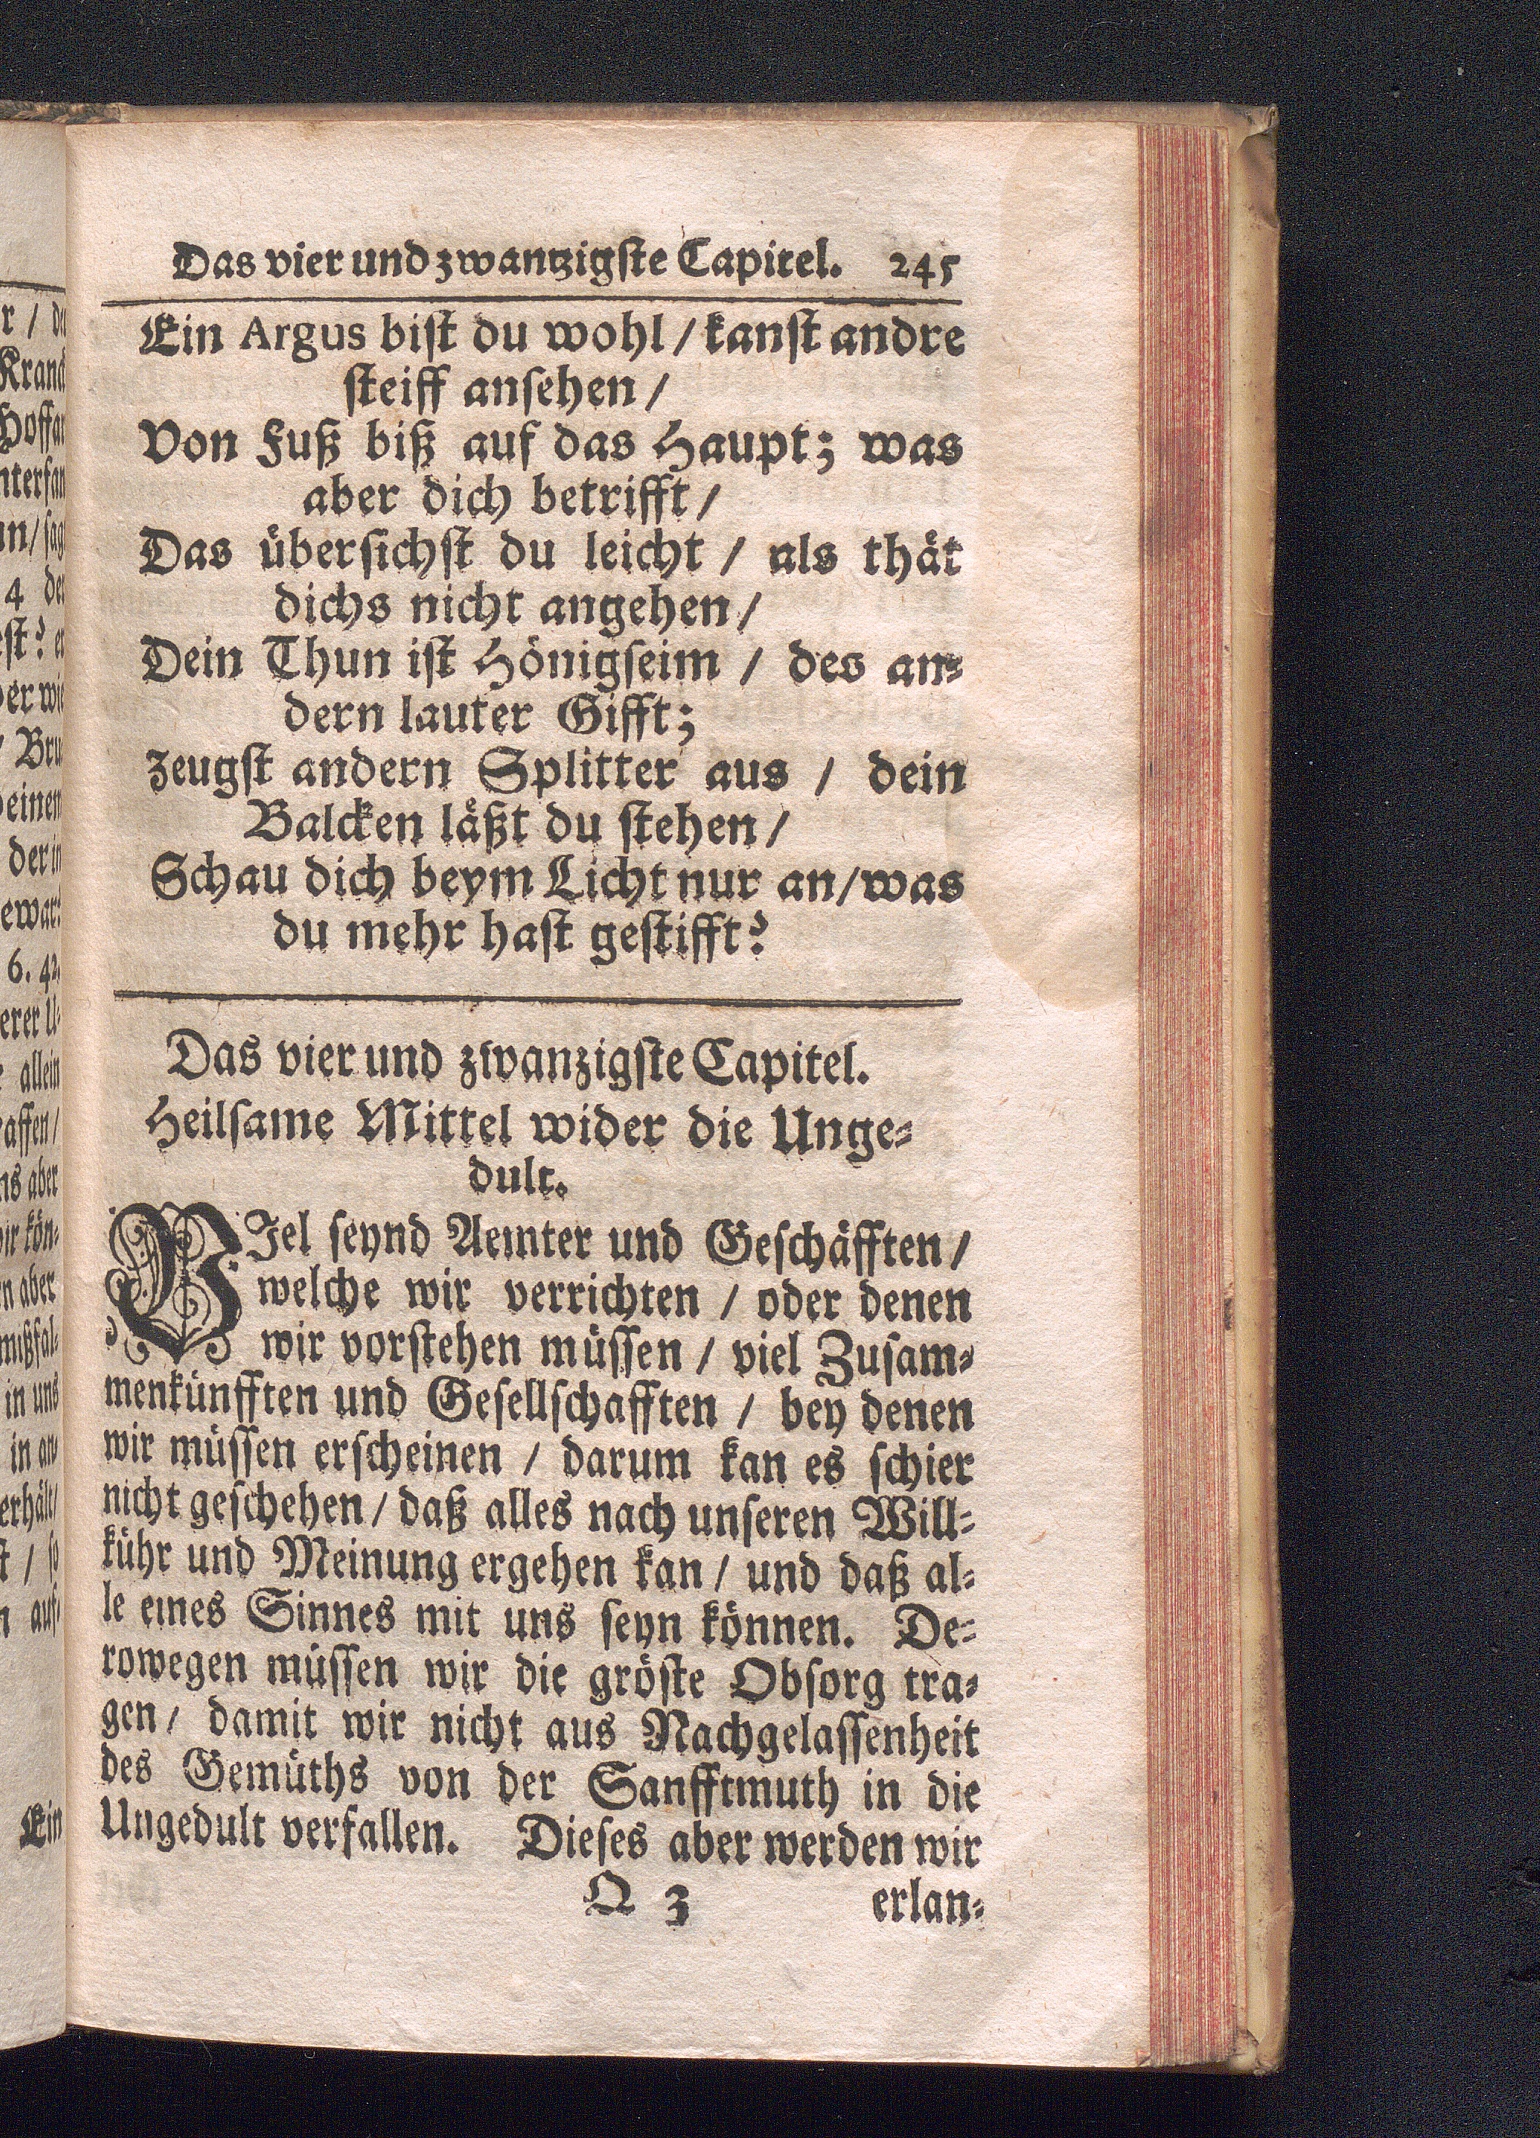 Das vier und zwantzigste Capitel. 245
Ein Argus bist du wohl / kanst andre
steiff ansehen /
Von Fuß biß auf das Haupt; was
aber dich betrifft /
Das übersichst du leicht / als thät
dichs nicht angehen /
Dein Thun ist Hönigseim / des an-
dern lauter Gifft;
Zeugst andern Splitter aus / dein
Balcken läßt du stehen /
Schau dich beym Licht nur an / was
du mehr hast gestifft?
Das vier und zwanzigste Capitel.
Heilsame Mittel wider die Unge-
dult.
VIel seynd Aemter und Geschäfften /
welche wir verrichten / oder denen
wir vorstehen müssen / viel Zusam-
menkünfften und Gesellschafften / bey denen
wir müssen erscheinen / darum kan es schier
nicht geschehen / daß alles nach unseren Will-
kühr und Meinung ergehen kan / und daß al-
le eines Sinnes mit uns seyn können. De-
rowegen müssen wir die gröste Obsorg tra-
gen / damit wir nicht aus Nachgelassenheit
des Gemüths von der Sanfftmuth in die
Ungedult verfallen. Dieses aber werden wir
Q 3 erlan-